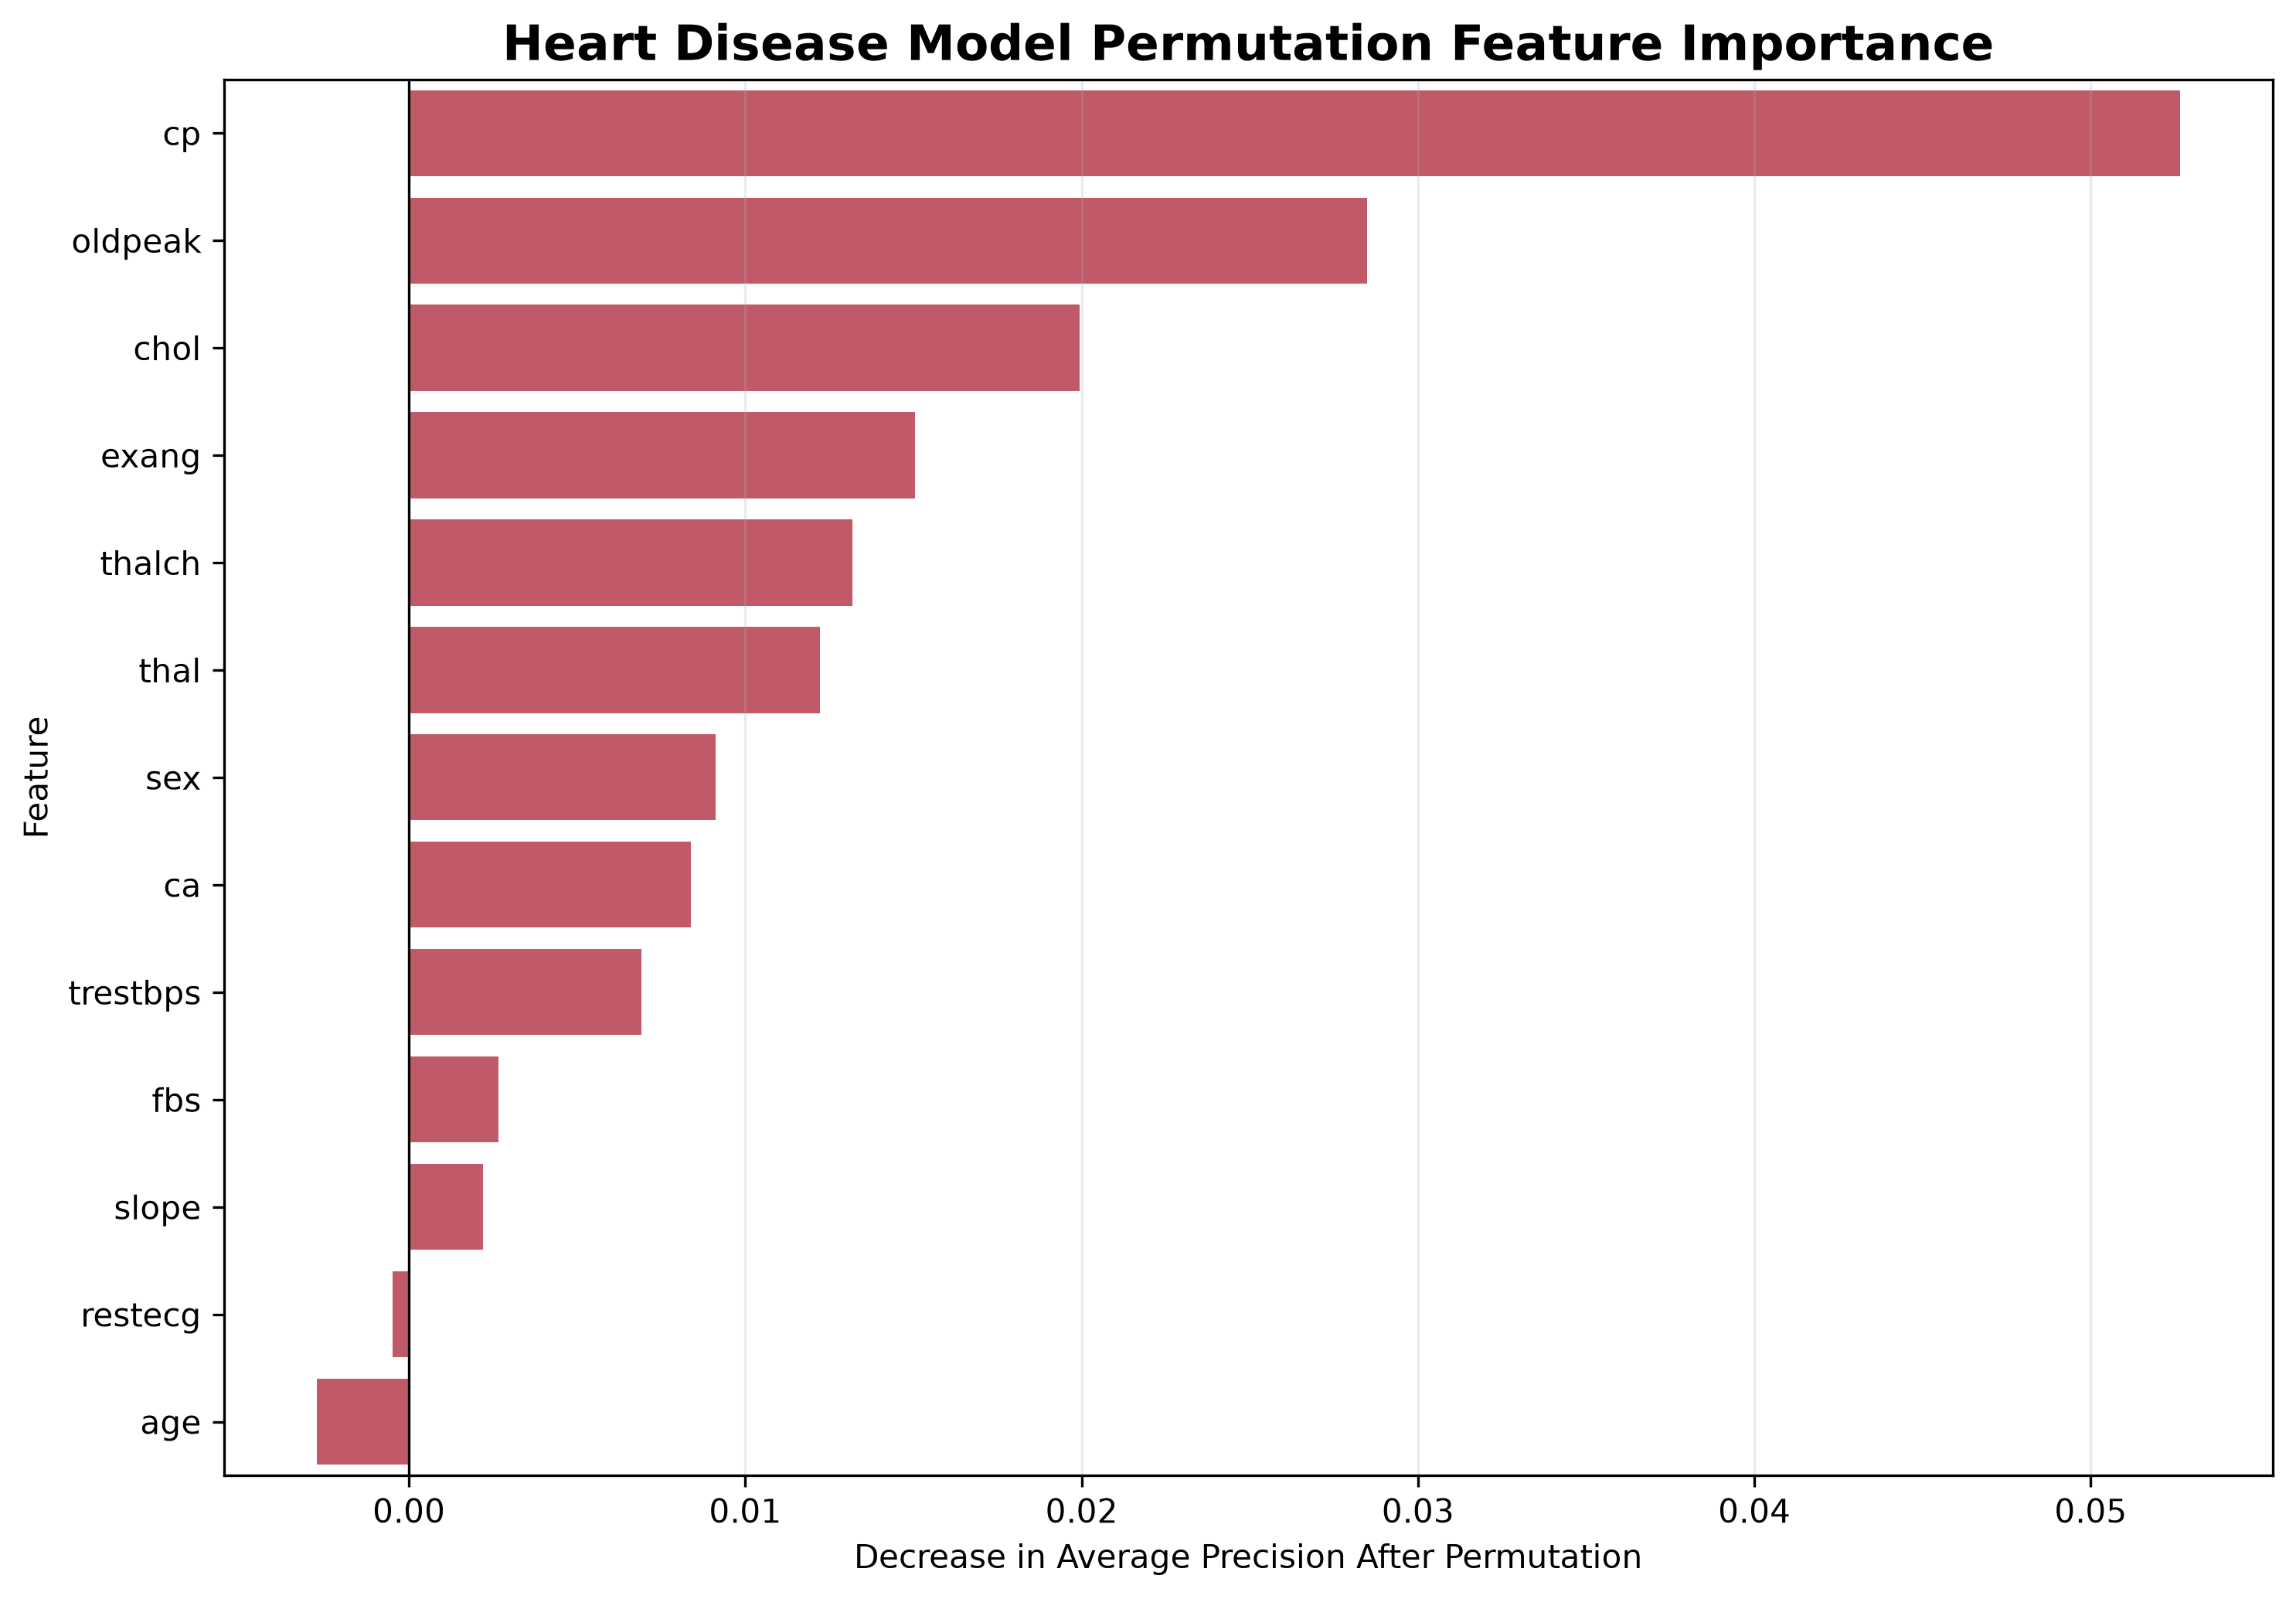 Heart Disease Model Permutation Feature Importance
cp
oldpeak
chol
exang
thalch
thal
sex
ca
trestbps
fbs
slope
restecg
age
Feature
0.00 0.01 0.02 0.03 0.04 0.05
Decrease in Average Precision After Permutation